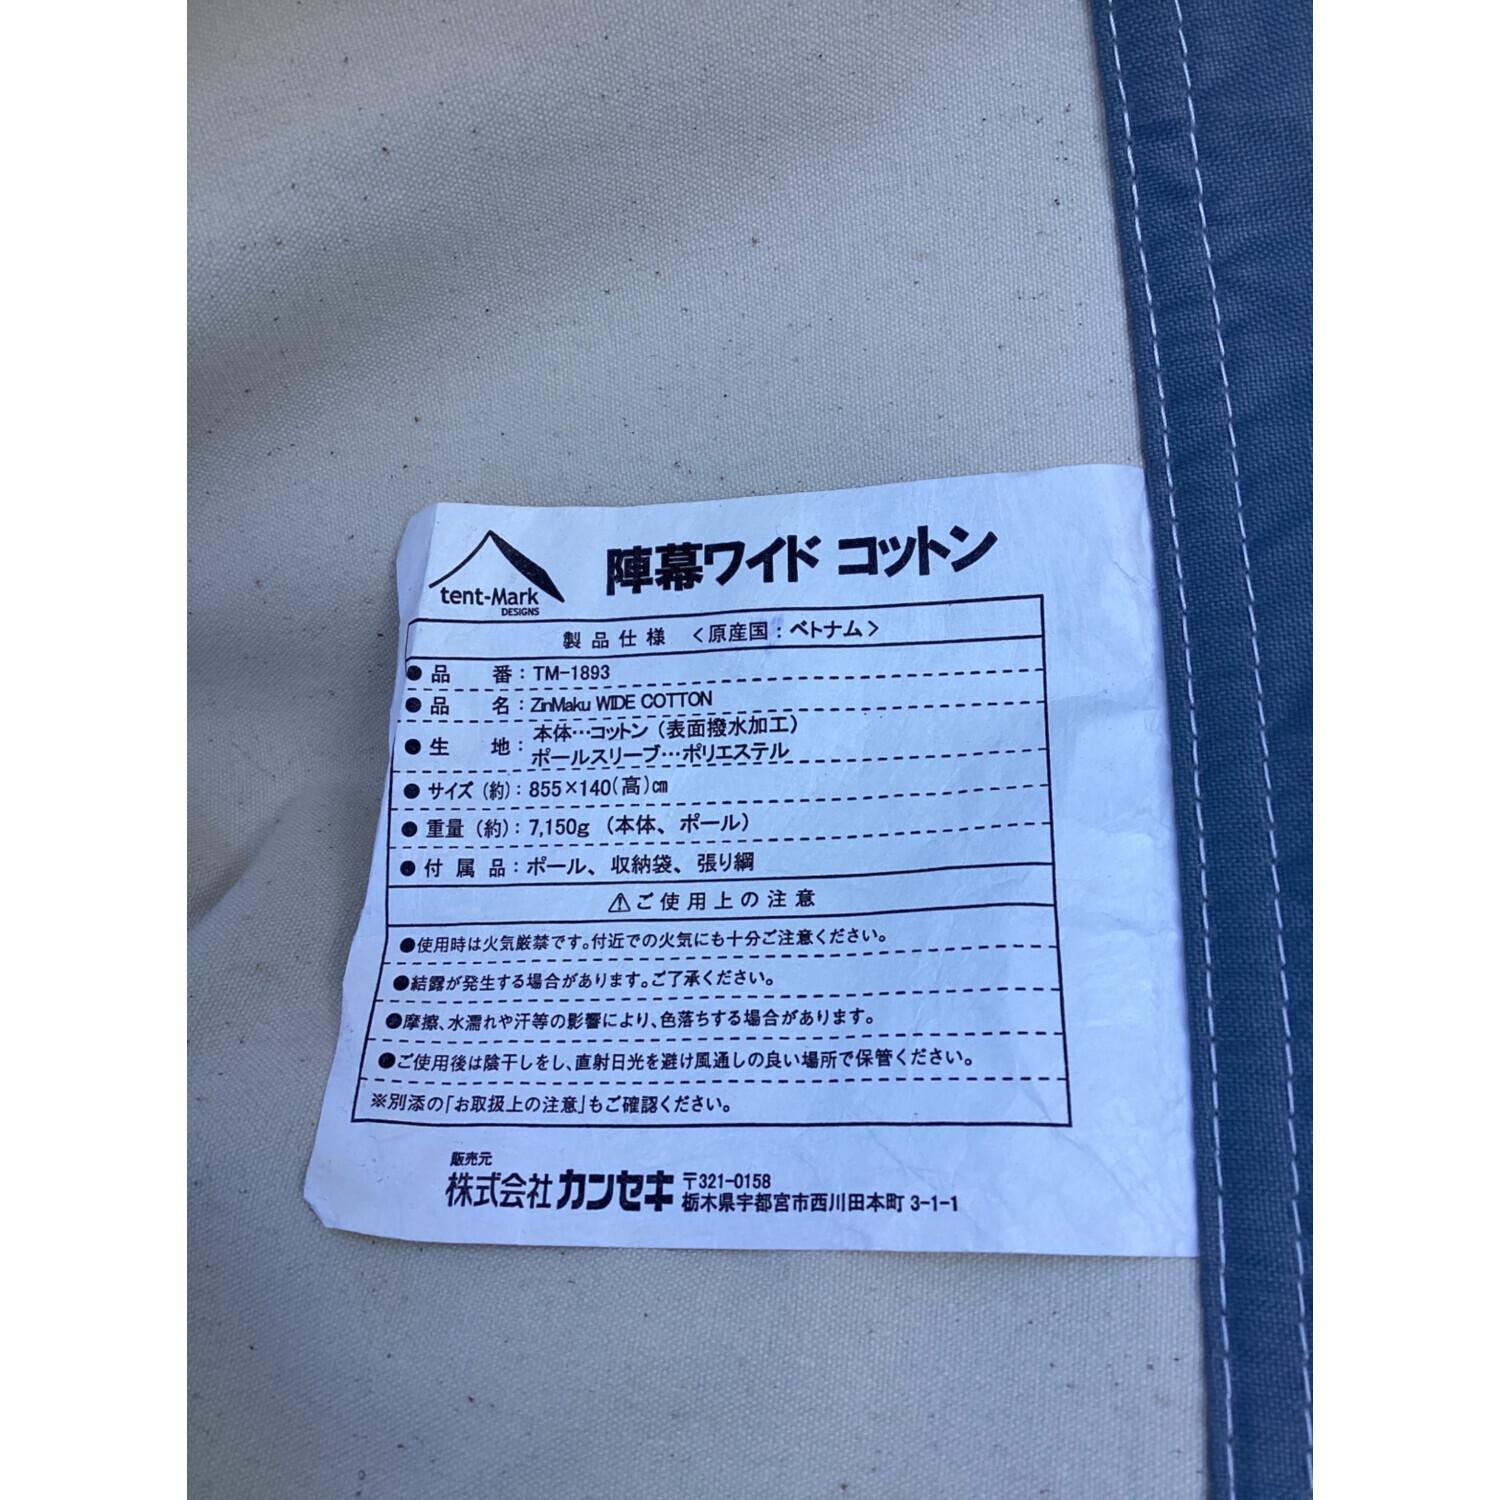 tent-Mark
DESIGNS
陣幕ワイド コットン
製品仕様 <原産国:ベトナム>
●品 番:TM-1893
●品 名:ZinMaku WIDE COTTON
●生 地:本体…コットン(表面撥水加工)
ポールスリーブ…ポリエステル
●サイズ(約):855×140(高)㎝
●重量(約):7,150g (本体、ポール)
●付属品:ポール、収納袋、張り綱
⚠ご使用上の注意
●使用時は火気厳禁です。付近での火気にも十分ご注意ください。
●結露が発生する場合があります。ご了承ください。
●摩擦、水濡れや汗等の影響により、色落ちする場合があります。
●ご使用後は陰干しをし、直射日光を避け風通しの良い場所で保管ください。
※別添の「お取扱上の注意」もご確認ください。
販売元
株式会社カンセキ 〒321-0158
栃木県宇都宮市西川田本町 3-1-1